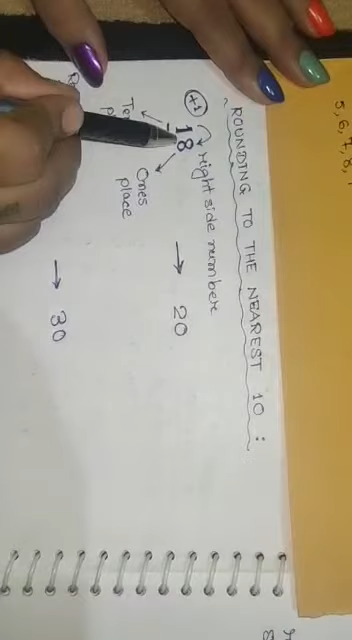 ROUNDING TO THE NEAREST 10 :
+1
right side number
18 → 20
Ones
place
→ 30
5, 6, 7, 8,